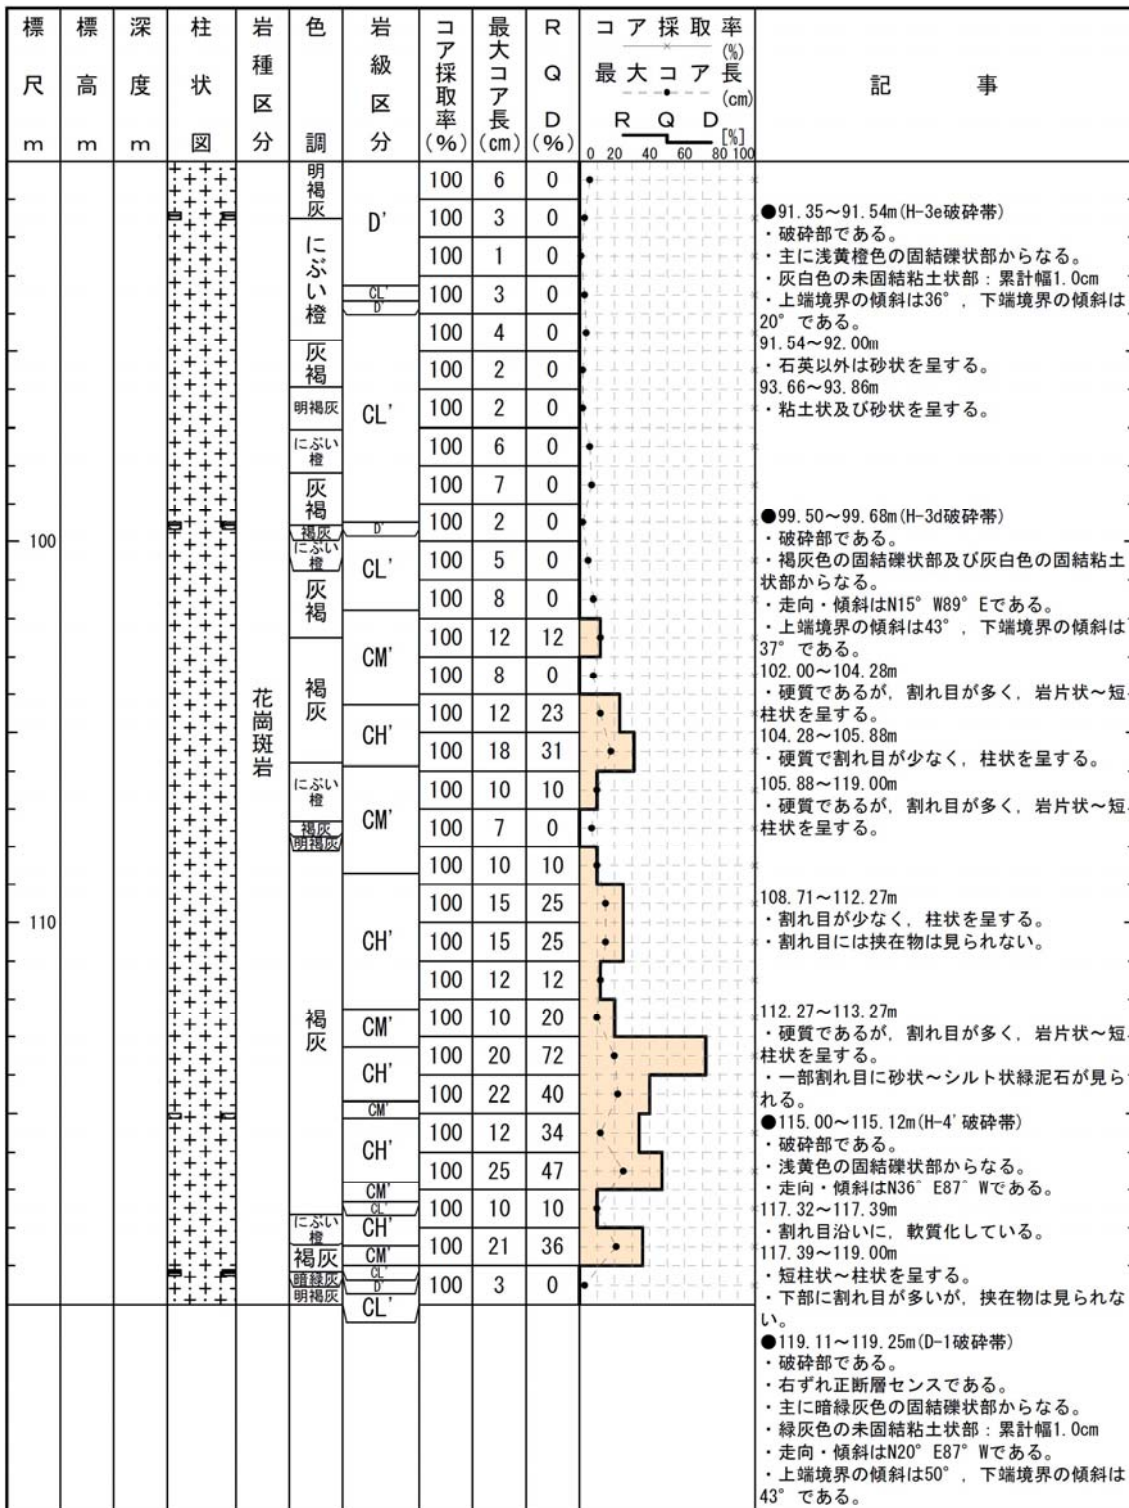 標尺m
標高m
深度m
柱状図
岩種区分
色調
岩級区分
コア採取率(%)
最大コア長(cm)
RQD(%)
コア採取率(%)
最大コア長(cm)
RQD[%]
0 20 40 60 80 100
記事
100
110
花崗斑岩
明褐灰
にぶい橙
灰褐
明褐灰
にぶい橙
灰褐
褐灰
にぶい橙
灰褐
褐灰
にぶい橙
褐灰
明褐灰
褐灰
にぶい橙
褐灰
暗緑灰
明褐灰
D'
CL'
D'
CL'
D'
CL'
CM'
CH'
CM'
CH'
CM'
CH'
CM'
CH'
CM'
CL'
CH'
CM'
CL'
D'
CL'
100 6 0
100 3 0
100 1 0
100 3 0
100 4 0
100 2 0
100 2 0
100 6 0
100 7 0
100 2 0
100 5 0
100 8 0
100 12 12
100 8 0
100 12 23
100 18 31
100 10 10
100 7 0
100 10 10
100 15 25
100 15 25
100 12 12
100 10 20
100 20 72
100 22 40
100 12 34
100 25 47
100 10 10
100 21 36
100 3 0
●91.35～91.54m(H-3e破砕帯)
・破砕部である。
・主に浅黄橙色の固結礫状部からなる。
・灰白色の未固結粘土状部：累計幅1.0cm
・上端境界の傾斜は36°，下端境界の傾斜は
20°である。
91.54～92.00m
・石英以外は砂状を呈する。
93.66～93.86m
・粘土状及び砂状を呈する。
●99.50～99.68m(H-3d破砕帯)
・破砕部である。
・褐灰色の固結礫状部及び灰白色の固結粘土
状部からなる。
・走向・傾斜はN15°W89°Eである。
・上端境界の傾斜は43°，下端境界の傾斜は
37°である。
102.00～104.28m
・硬質であるが，割れ目が多く，岩片状～短
柱状を呈する。
104.28～105.88m
・硬質で割れ目が少なく，柱状を呈する。
105.88～119.00m
・硬質であるが，割れ目が多く，岩片状～短
柱状を呈する。
108.71～112.27m
・割れ目が少なく，柱状を呈する。
・割れ目には挟在物は見られない。
112.27～113.27m
・硬質であるが，割れ目が多く，岩片状～短
柱状を呈する。
・一部割れ目に砂状～シルト状緑泥石が見ら
れる。
●115.00～115.12m(H-4'破砕帯)
・破砕部である。
・浅黄色の固結礫状部からなる。
・走向・傾斜はN36°E87°Wである。
117.32～117.39m
・割れ目沿いに，軟質化している。
117.39～119.00m
・短柱状～柱状を呈する。
・下部に割れ目が多いが，挟在物は見られな
い。
●119.11～119.25m(D-1破砕帯)
・破砕部である。
・右ずれ正断層センスである。
・主に暗緑灰色の固結礫状部からなる。
・緑灰色の未固結粘土状部：累計幅1.0cm
・走向・傾斜はN20°E87°Wである。
・上端境界の傾斜は50°，下端境界の傾斜は
43°である。